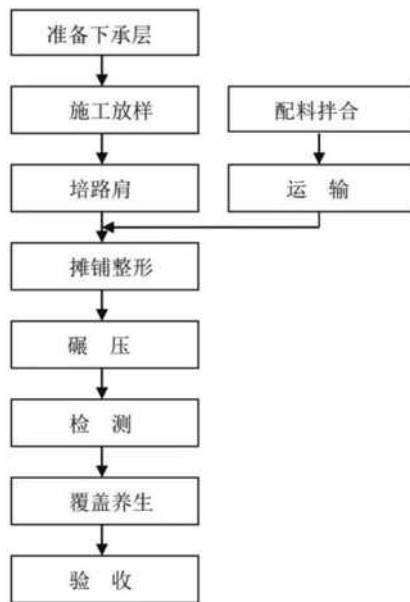 准备下承层
施工放样
配料拌合
培路肩
运 输
摊铺整形
碾 压
检 测
覆盖养生
验 收